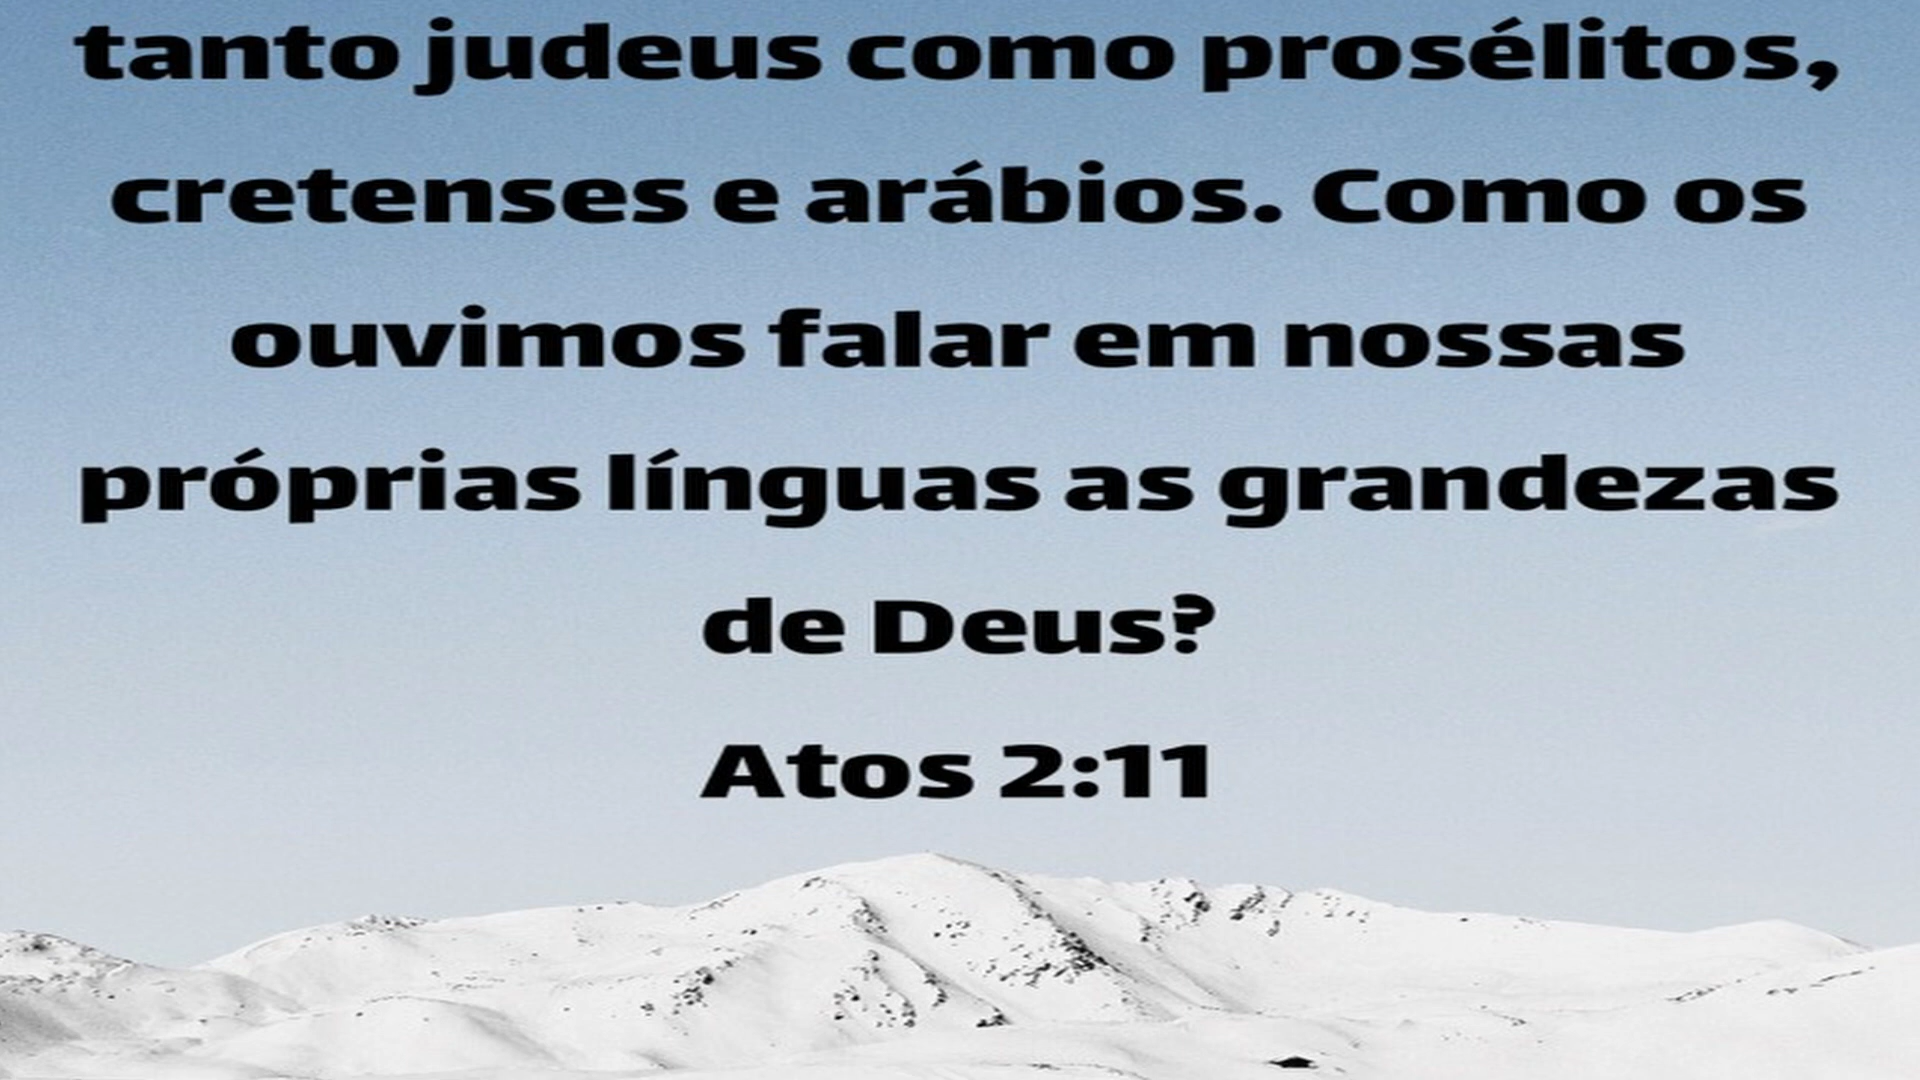 tanto judeus como prosélitos,
cretenses e arábios. Como os
ouvimos falar em nossas
próprias línguas as grandezas
de Deus?
Atos 2:11